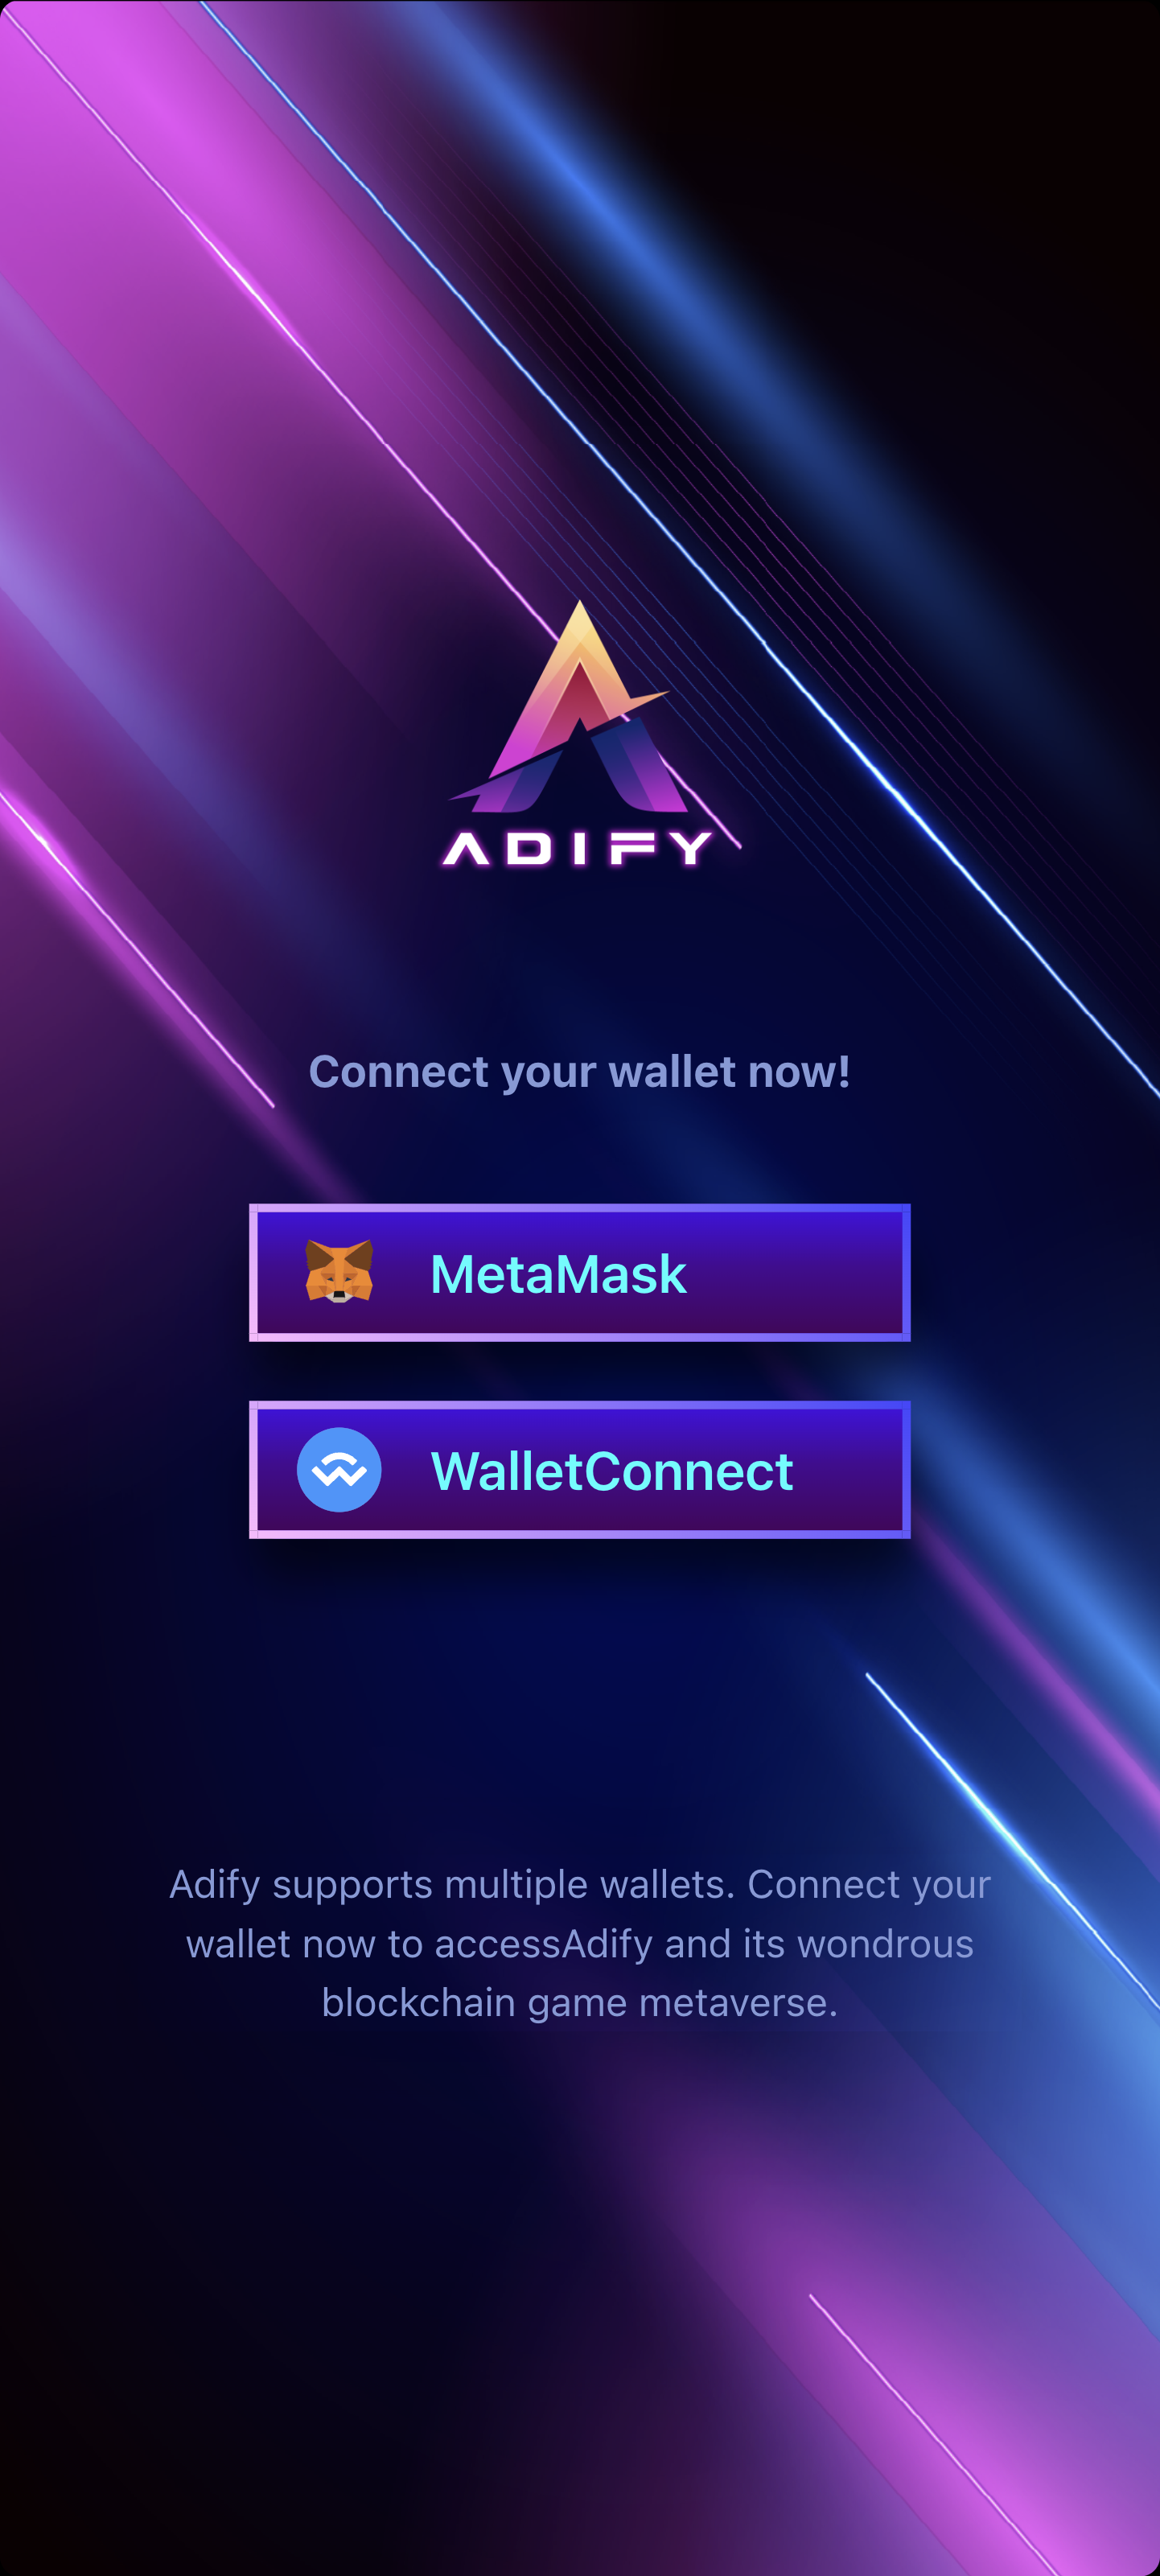 ADIFY
Connect your wallet now!
MetaMask
WalletConnect
Adify supports multiple wallets. Connect your
wallet now to accessAdify and its wondrous
blockchain game metaverse.